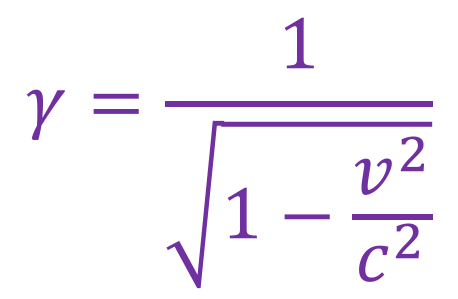 γ = 1 / √(1 − v²/c²)